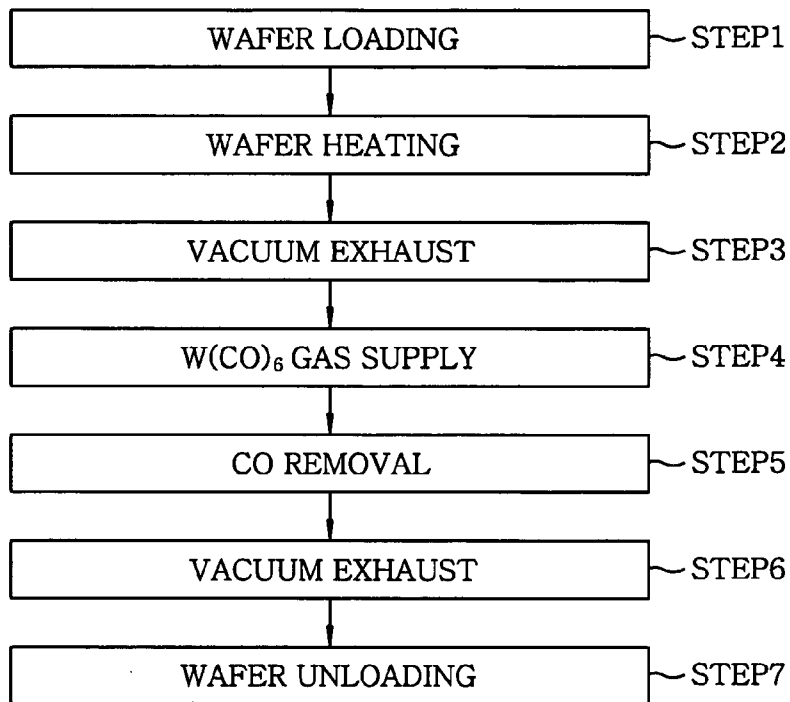 WAFER LOADING STEP1
WAFER HEATING STEP2
VACUUM EXHAUST STEP3
W(CO)₆ GAS SUPPLY STEP4
CO REMOVAL STEP5
VACUUM EXHAUST STEP6
WAFER UNLOADING STEP7